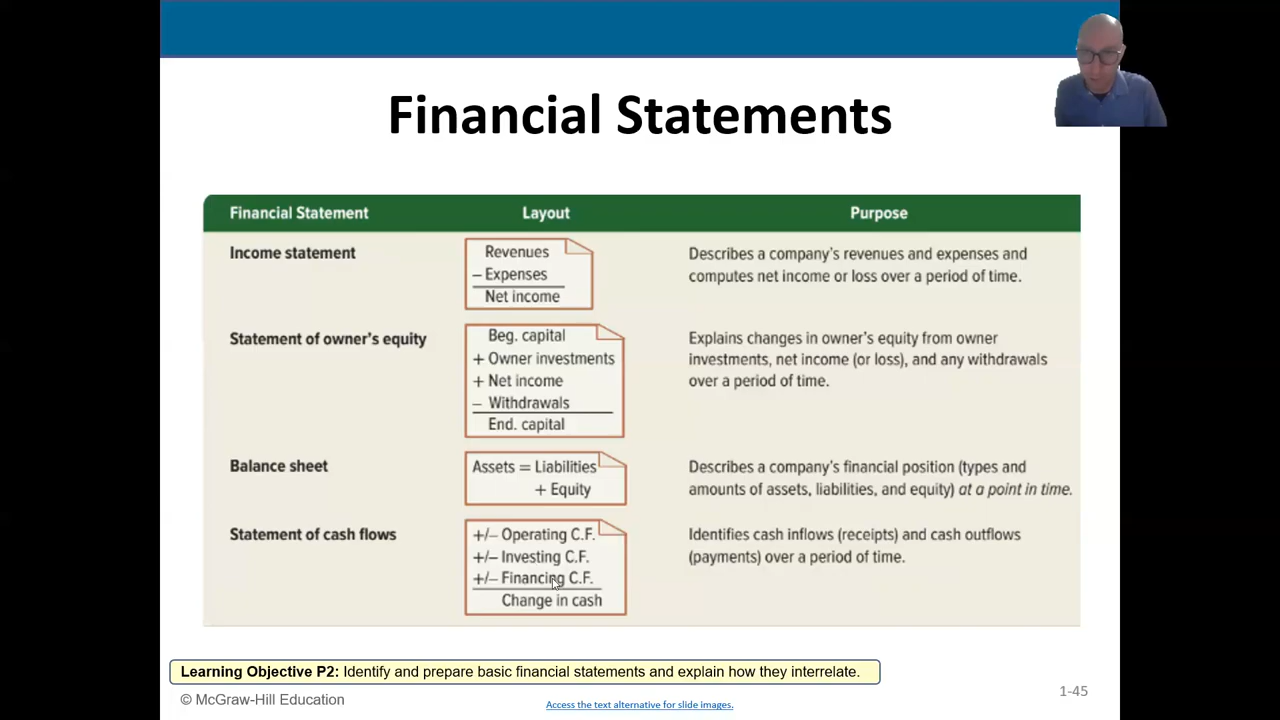 Financial Statements
Financial Statement Layout Purpose
Income statement
Revenues
– Expenses
Net income
Describes a company's revenues and expenses and
computes net income or loss over a period of time.
Statement of owner's equity
Beg. capital
+ Owner investments
+ Net income
– Withdrawals
End. capital
Explains changes in owner's equity from owner
investments, net income (or loss), and any withdrawals
over a period of time.
Balance sheet
Assets = Liabilities
+ Equity
Describes a company's financial position (types and
amounts of assets, liabilities, and equity) at a point in time.
Statement of cash flows
+/– Operating C.F.
+/– Investing C.F.
+/– Financing C.F.
Change in cash
Identifies cash inflows (receipts) and cash outflows
(payments) over a period of time.
Learning Objective P2: Identify and prepare basic financial statements and explain how they interrelate.
© McGraw-Hill Education
Access the text alternative for slide images.
1-45